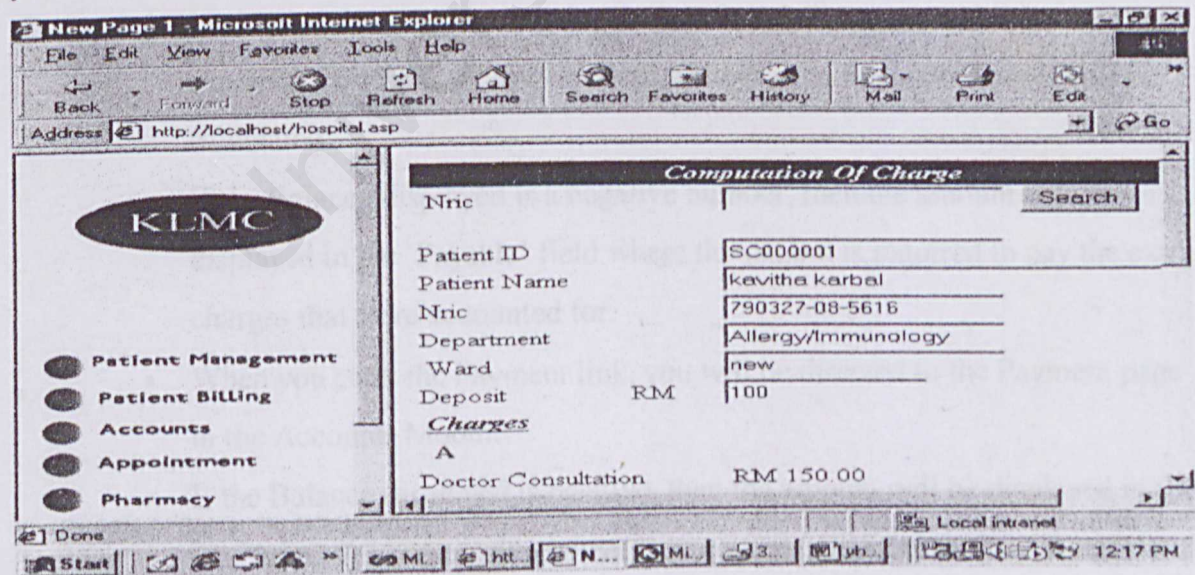 New Page 1 - Microsoft Internet Explorer
File Edit View Favorites Tools Help
Back Forward Stop Refresh Home Search Favorites History Mail Print Edit
Address http://localhost/hospital.asp Go
KLMC
Patient Management
Patient Billing
Accounts
Appointment
Pharmacy
Computation Of Charge
Nric Search
Patient ID SC000001
Patient Name kavitha karbal
Nric 790327-08-5616
Department Allergy/Immunology
Ward new
Deposit RM 100
Charges
A
Doctor Consultation RM 150.00
Done Local intranet
Start 12:17 PM